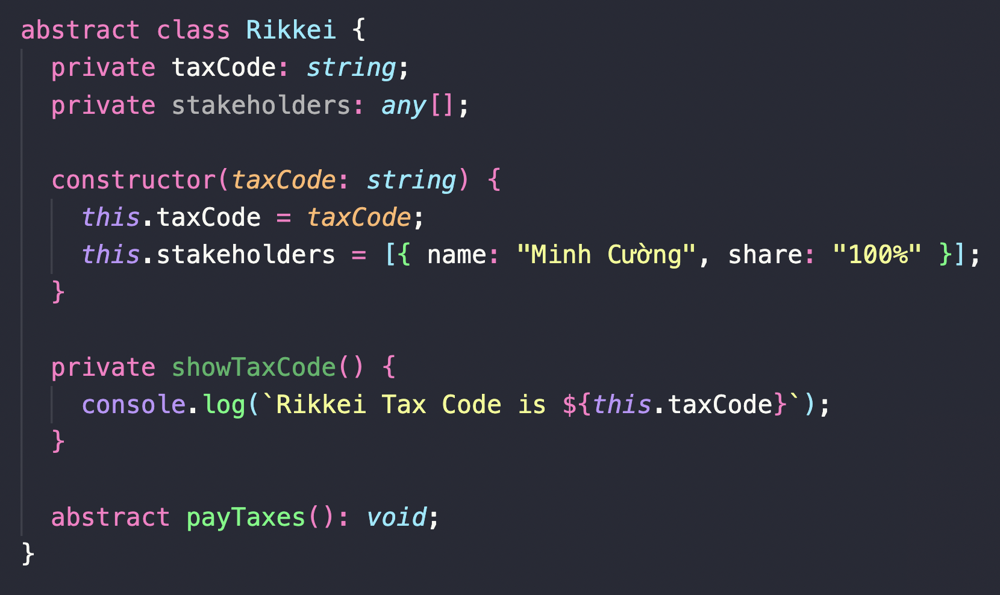 abstract class Rikkei {
  private taxCode: string;
  private stakeholders: any[];

  constructor(taxCode: string) {
    this.taxCode = taxCode;
    this.stakeholders = [{ name: "Minh Cường", share: "100%" }];
  }

  private showTaxCode() {
    console.log(`Rikkei Tax Code is ${this.taxCode}`);
  }

  abstract payTaxes(): void;
}